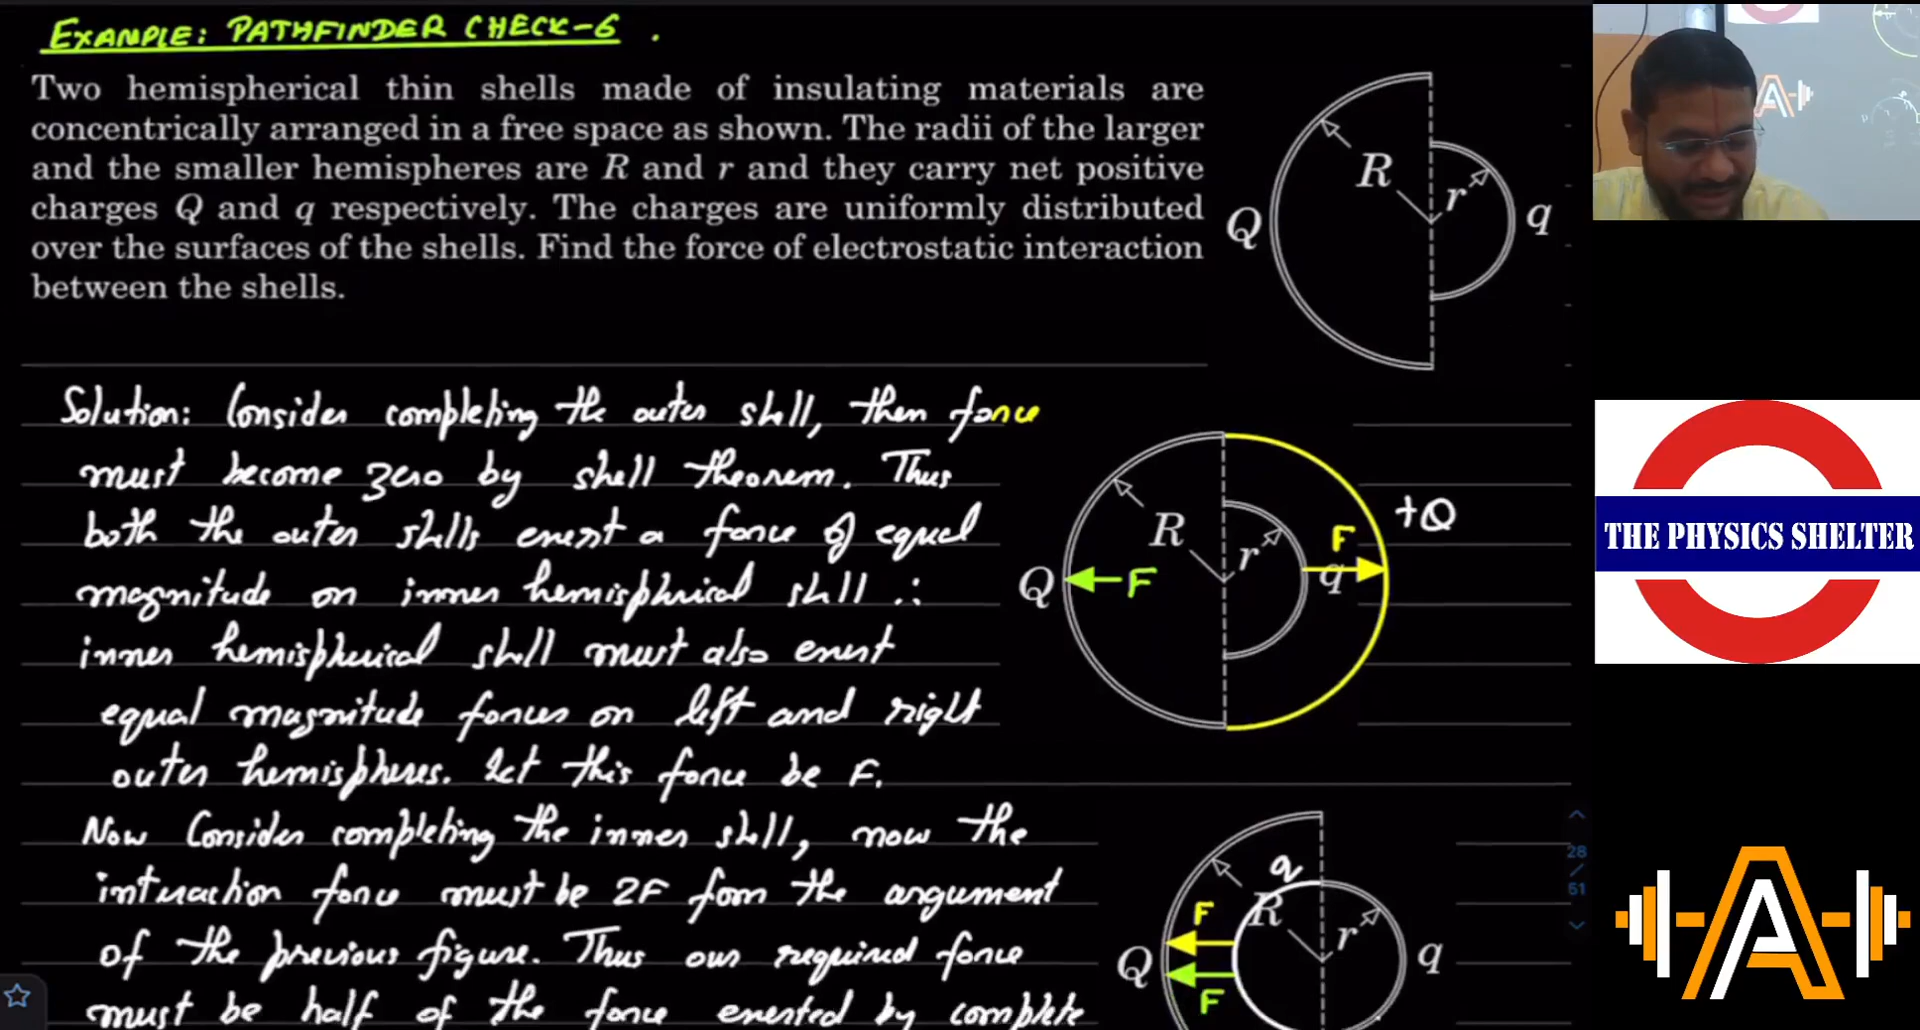 EXAMPLE: PATHFINDER CHECK-6 .
Two hemispherical thin shells made of insulating materials are
concentrically arranged in a free space as shown. The radii of the larger
and the smaller hemispheres are R and r and they carry net positive
charges Q and q respectively. The charges are uniformly distributed
over the surfaces of the shells. Find the force of electrostatic interaction
between the shells.
R
r
Q
q
Solution: Consider completing the outer shell, then force
must become zero by shell theorem. Thus
both the outer shells exert a force of equal
magnitude on inner hemispherical shell ∴
inner hemispherical shell must also exert
equal magnitude forces on left and right
outer hemispheres. Let this force be F.
Now Consider completing the inner shell, now the
interaction force must be 2F from the argument
of the previous figure. Thus our required force
must be half of the force exerted by complete
+Q
R
r
F
q
Q
F
q
R
F
r
Q
q
F
THE PHYSICS SHELTER
28
/
51
A